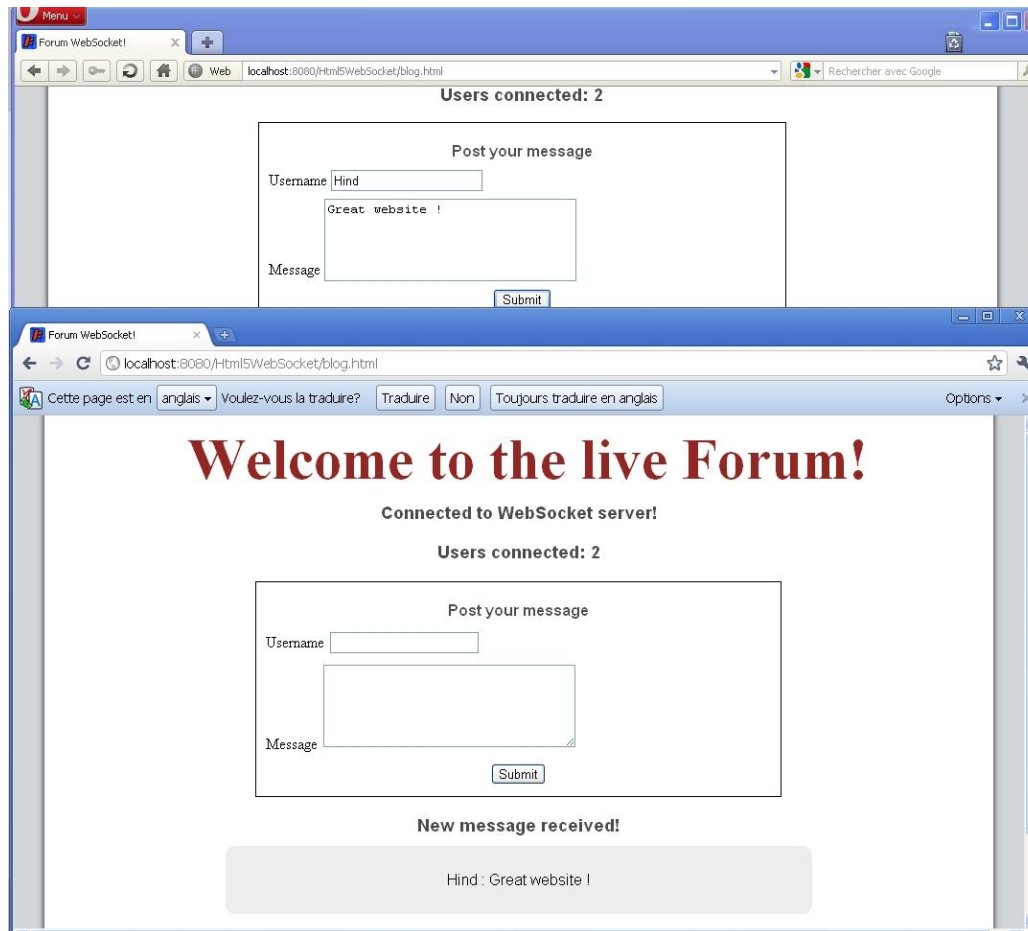 Menu
Forum WebSocket!
Web localhost:8080/Html5WebSocket/blog.html Rechercher avec Google
Users connected: 2
Post your message
Username Hind
Great website !
Message
Submit
Forum WebSocket!
localhost:8080/Html5WebSocket/blog.html
Cette page est en anglais Voulez-vous la traduire? Traduire Non Toujours traduire en anglais Options
Welcome to the live Forum!
Connected to WebSocket server!
Users connected: 2
Post your message
Username
Message
Submit
New message received!
Hind : Great website !